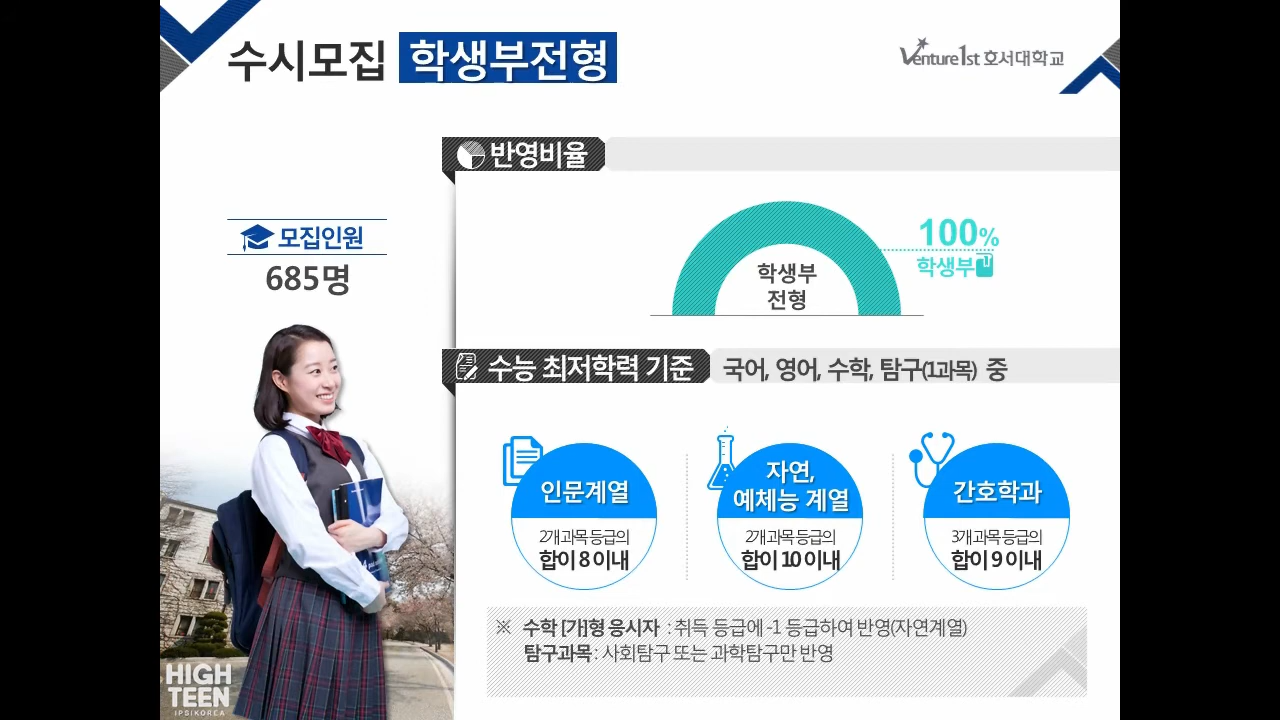 수시모집 학생부전형
Venture1st 호서대학교
반영비율
모집인원
685명
100%
학생부
학생부
전형
수능 최저학력 기준
국어, 영어, 수학, 탐구(1과목) 중
인문계열
2개 과목 등급의
합이 8 이내
자연,
예체능 계열
2개 과목 등급의
합이 10 이내
간호학과
3개 과목 등급의
합이 9 이내
※ 수학 [가]형 응시자 : 취득 등급에 -1 등급하여 반영(자연계열)
탐구과목 : 사회탐구 또는 과학탐구만 반영
HIGH
TEEN
IPSIKOREA